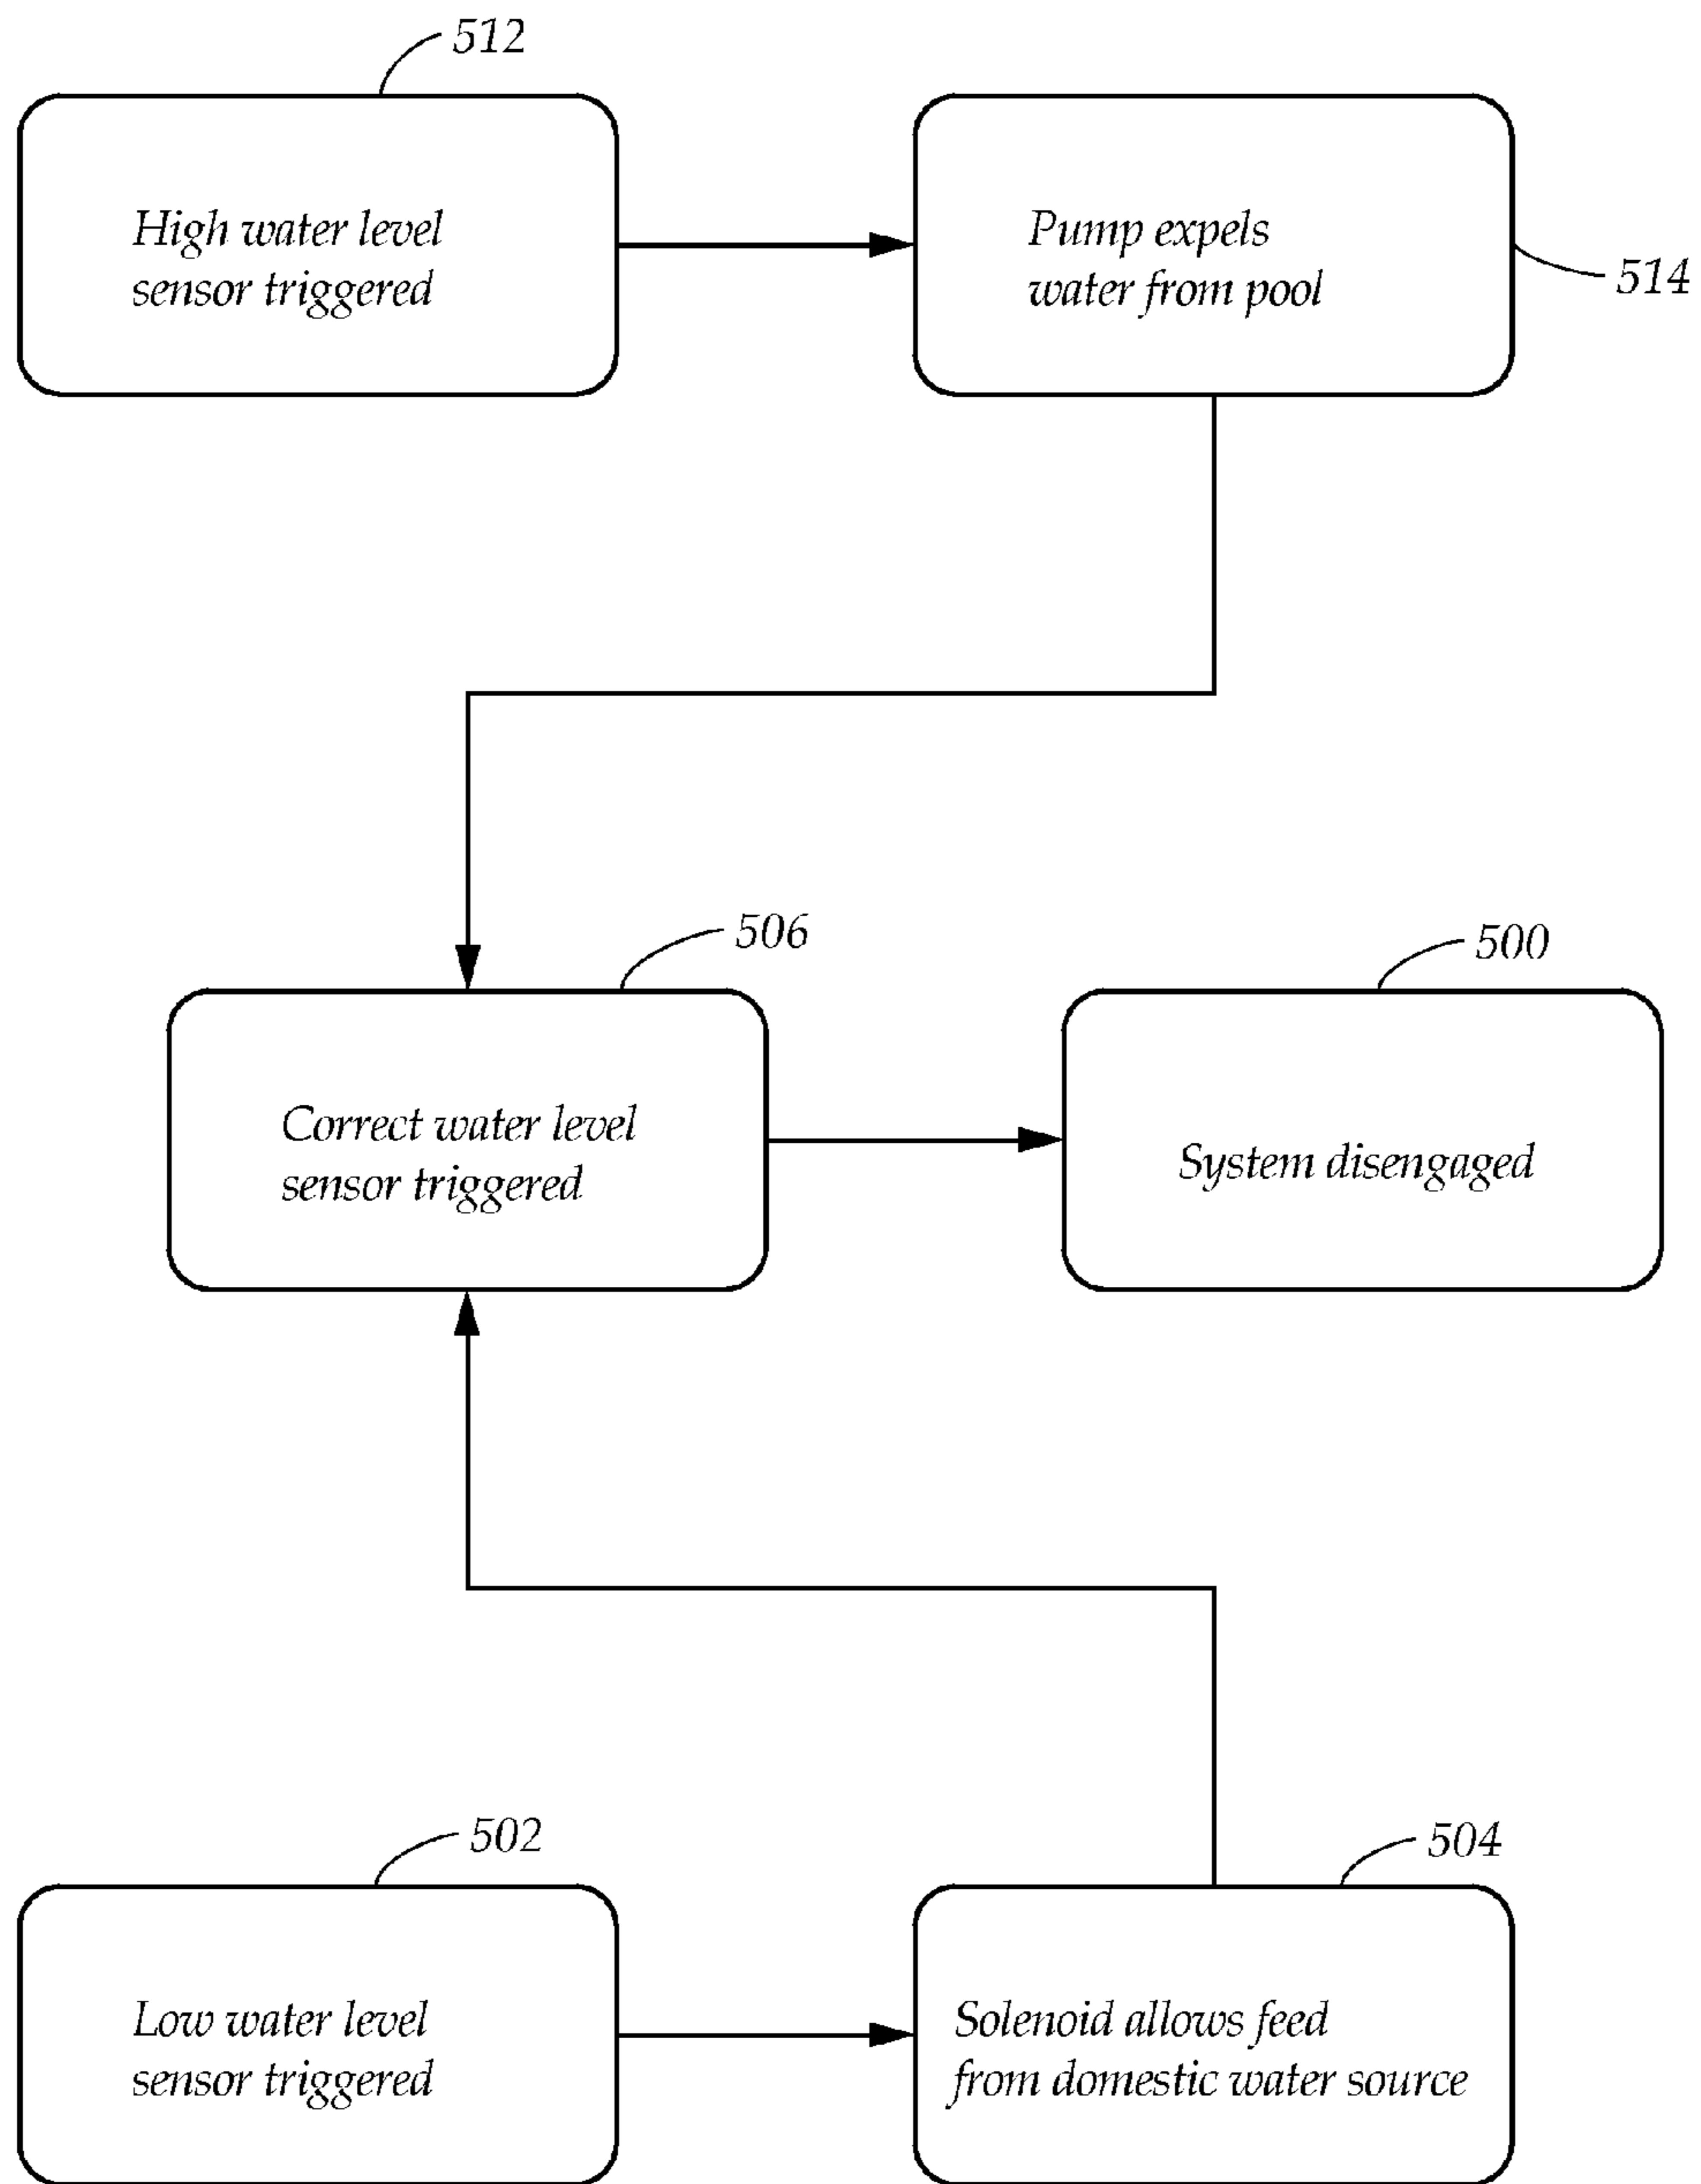 512
High water level
sensor triggered
Pump expels
water from pool
514
506
Correct water level
sensor triggered
500
System disengaged
502
Low water level
sensor triggered
504
Solenoid allows feed
from domestic water source